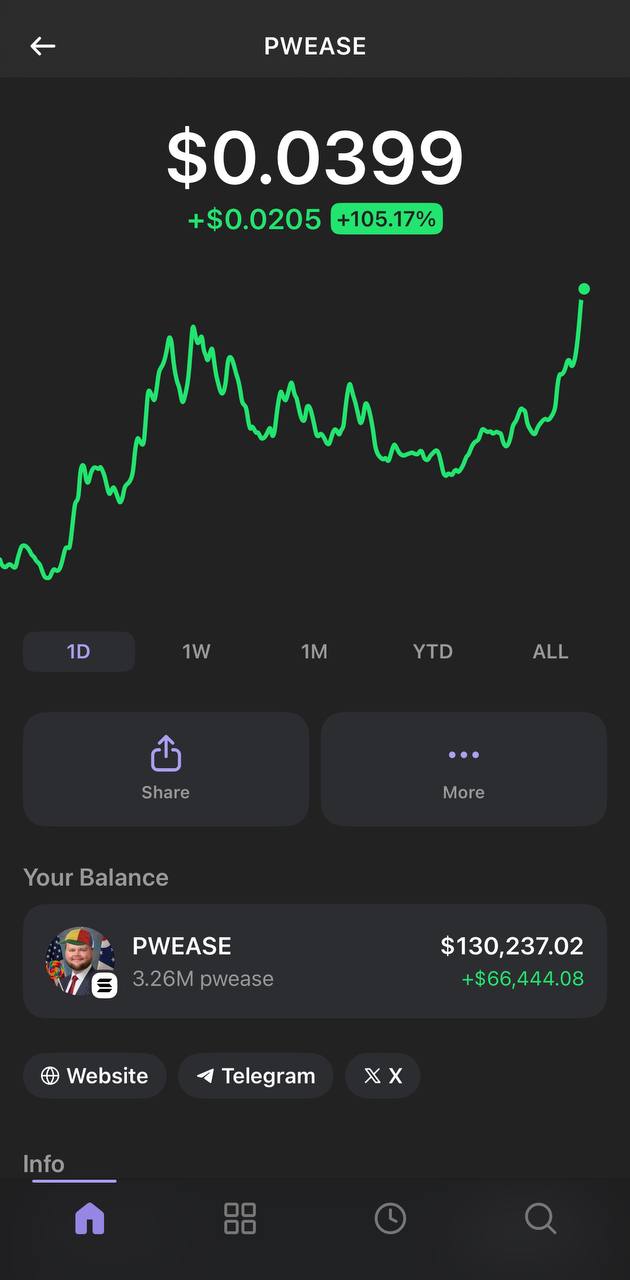 PWEASE
$0.0399
+$0.0205 +105.17%
1D 1W 1M YTD ALL
Share More
Your Balance
PWEASE $130,237.02
3.26M pwease +$66,444.08
Website Telegram X
Info